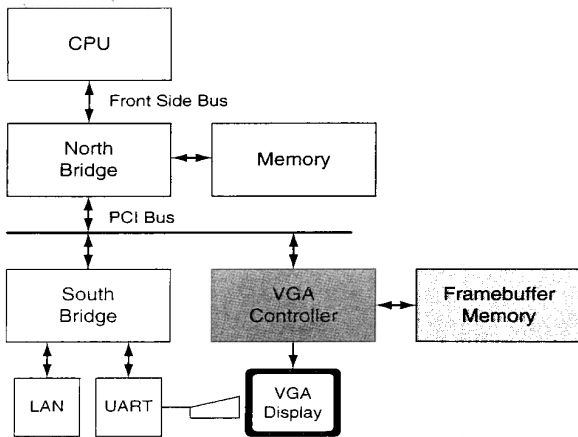 CPU
Front Side Bus
North
Bridge
Memory
PCI Bus
South
Bridge
VGA
Controller
Framebuffer
Memory
LAN
UART
VGA
Display